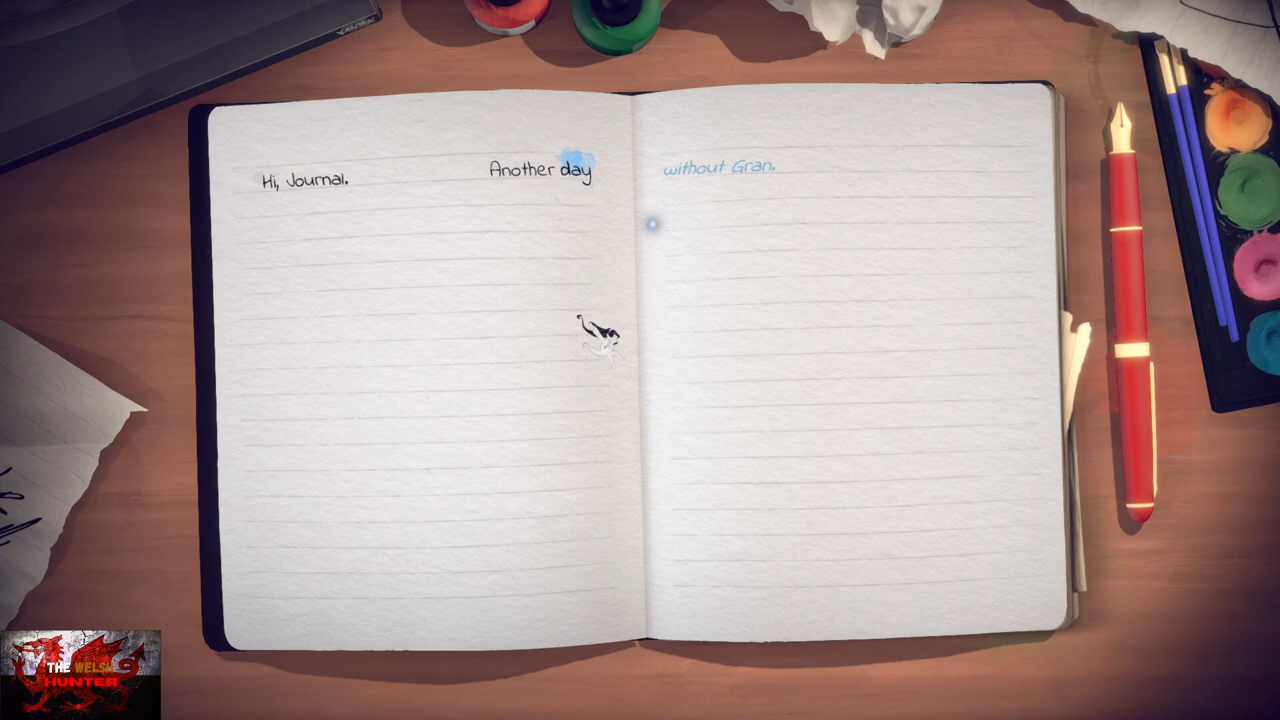 Hi, Journal.
Another day
without Gran.
THE WELSH
HUNTER